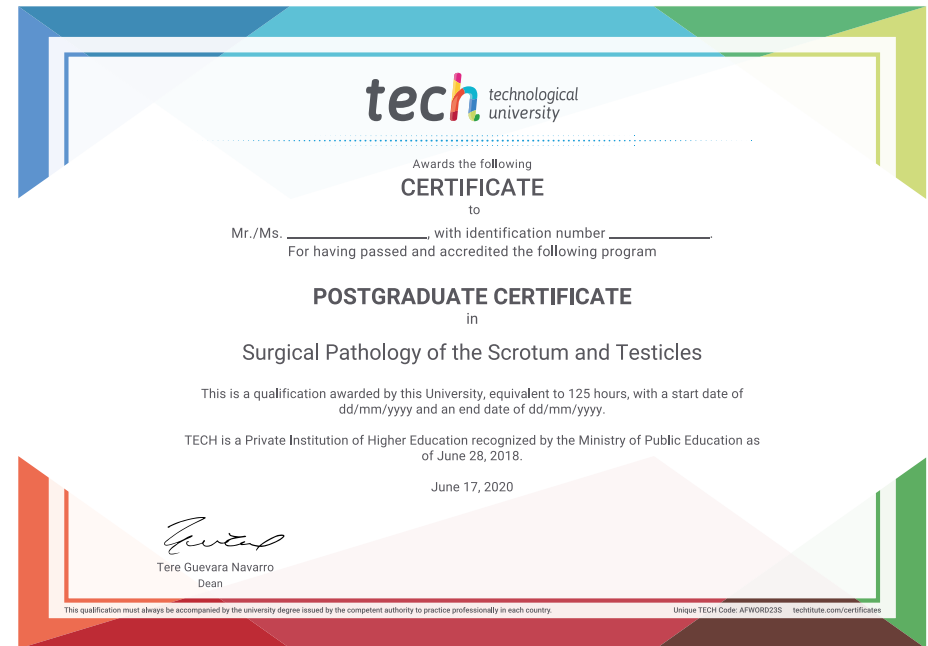 tech technological
university
Awards the following
CERTIFICATE
to
Mr./Ms. ____________________, with identification number ______________.
For having passed and accredited the following program
POSTGRADUATE CERTIFICATE
in
Surgical Pathology of the Scrotum and Testicles
This is a qualification awarded by this University, equivalent to 125 hours, with a start date of
dd/mm/yyyy and an end date of dd/mm/yyyy.
TECH is a Private Institution of Higher Education recognized by the Ministry of Public Education as
of June 28, 2018.
June 17, 2020
Tere Guevara Navarro
Dean
This qualification must always be accompanied by the university degree issued by the competent authority to practice professionally in each country.
Unique TECH Code: AFWORD23S techtitute.com/certificates